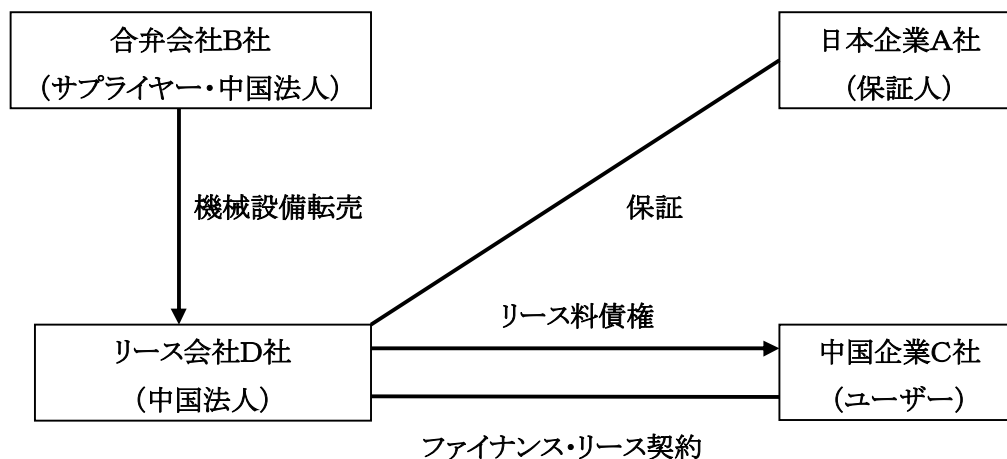 合弁会社B社
(サプライヤー・中国法人)
日本企業A社
(保証人)
機械設備転売
保証
リース料債権
リース会社D社
(中国法人)
中国企業C社
(ユーザー)
ファイナンス・リース契約